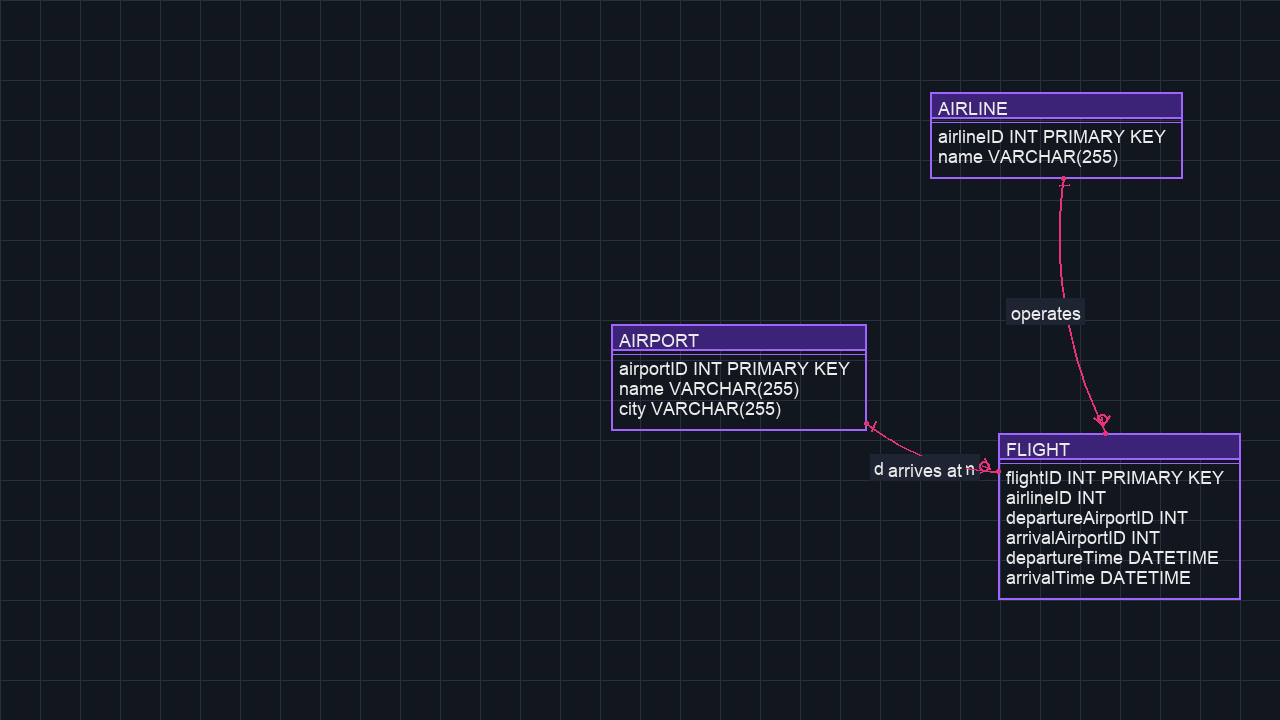 AIRLINE
airlineID INT PRIMARY KEY
name VARCHAR(255)
operates
AIRPORT
airportID INT PRIMARY KEY
name VARCHAR(255)
city VARCHAR(255)
arrives at
FLIGHT
flightID INT PRIMARY KEY
airlineID INT
departureAirportID INT
arrivalAirportID INT
departureTime DATETIME
arrivalTime DATETIME